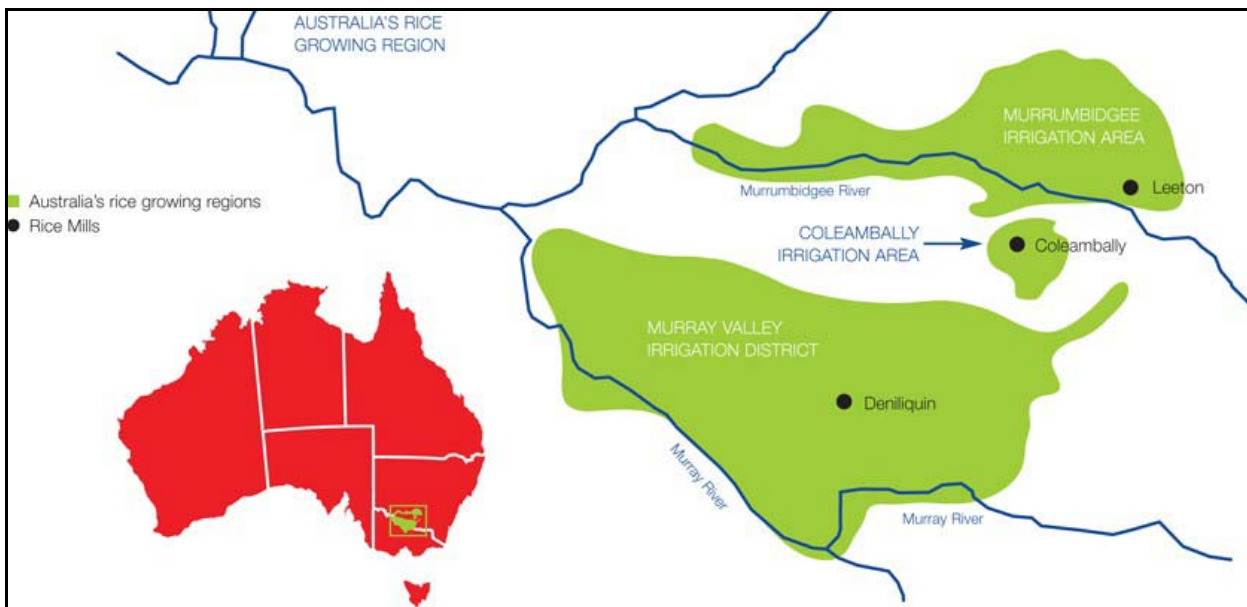 AUSTRALIA'S RICE
GROWING REGION
MURRUMBIDGEE
IRRIGATION AREA
Australia's rice growing regions
Murrumbidgee River
Leeton
Rice Mills
COLEAMBALLY
IRRIGATION AREA
Coleambally
MURRAY VALLEY
IRRIGATION DISTRICT
Deniliquin
Murray River
Murray River